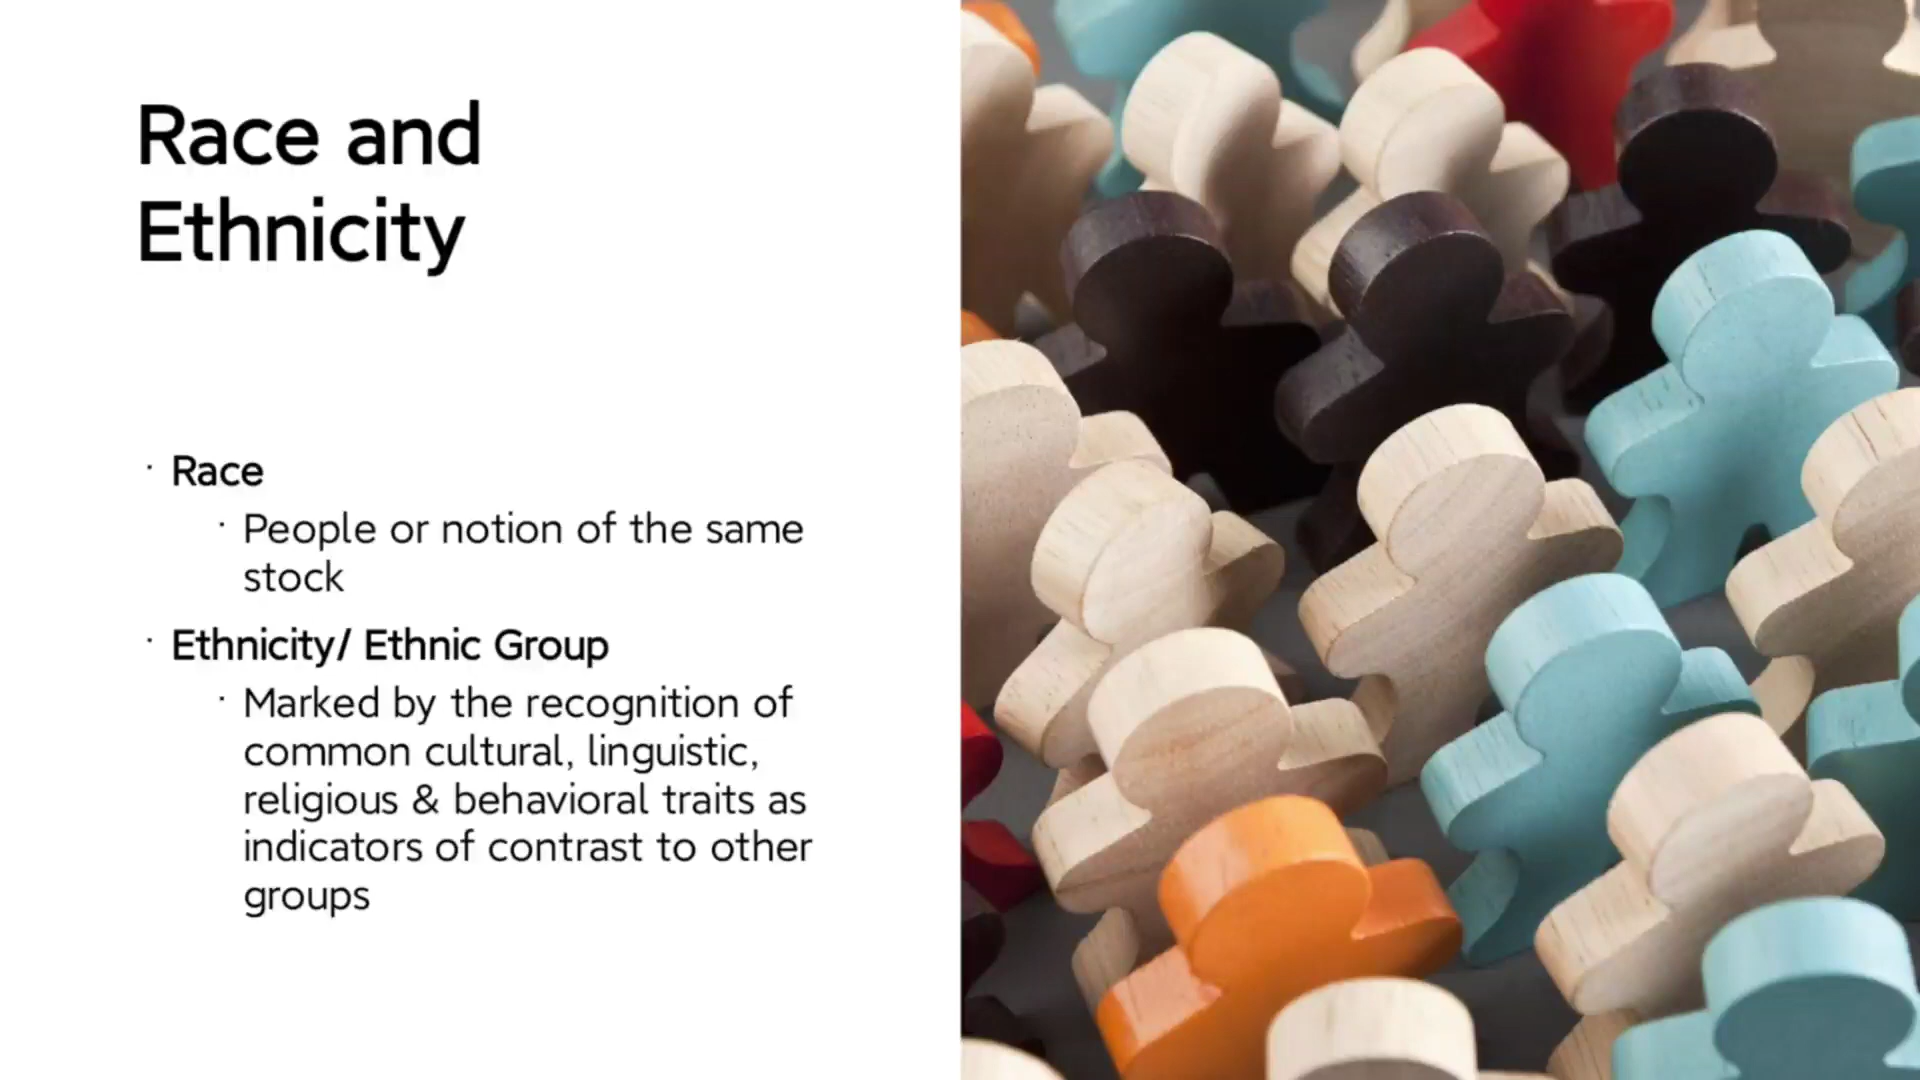 Race and
Ethnicity
· Race
· People or notion of the same
stock
· Ethnicity/ Ethnic Group
· Marked by the recognition of
common cultural, linguistic,
religious & behavioral traits as
indicators of contrast to other
groups